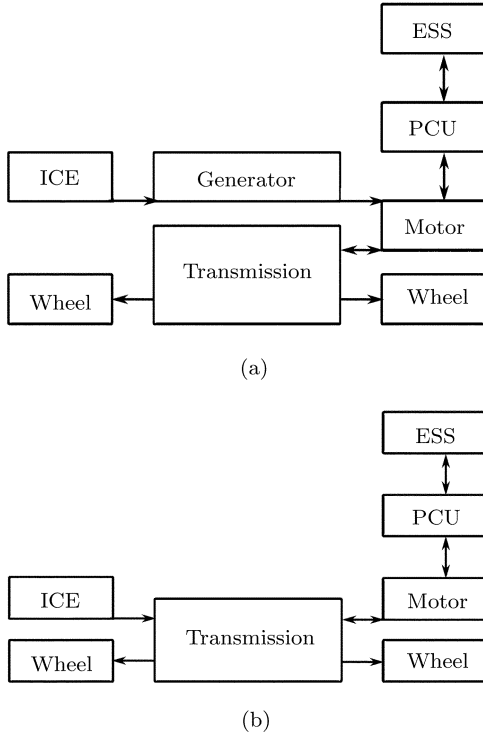 ESS
PCU
ICE
Generator
Motor
Transmission
Wheel
Wheel
(a)
ESS
PCU
ICE
Motor
Transmission
Wheel
Wheel
(b)